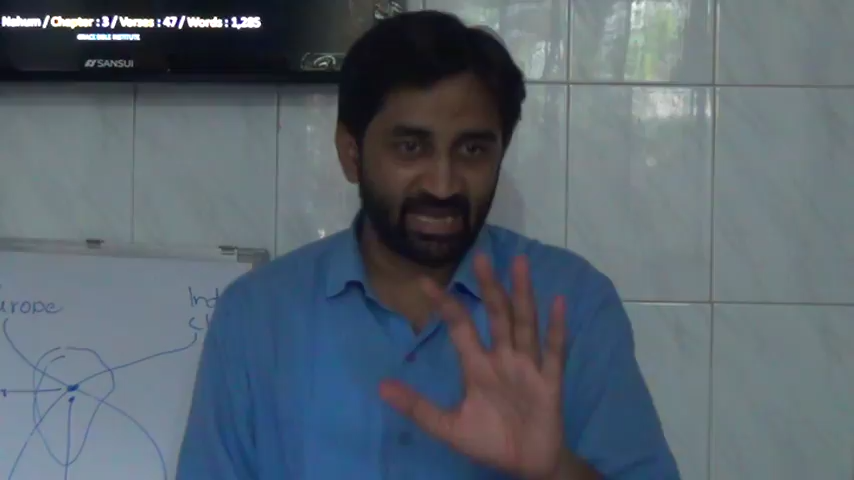 Nahum / Chapter : 3 / Verses : 47 / Words : 1,285
GRACE BIBLE INSTITUTE
SANSUI
urope
Ind